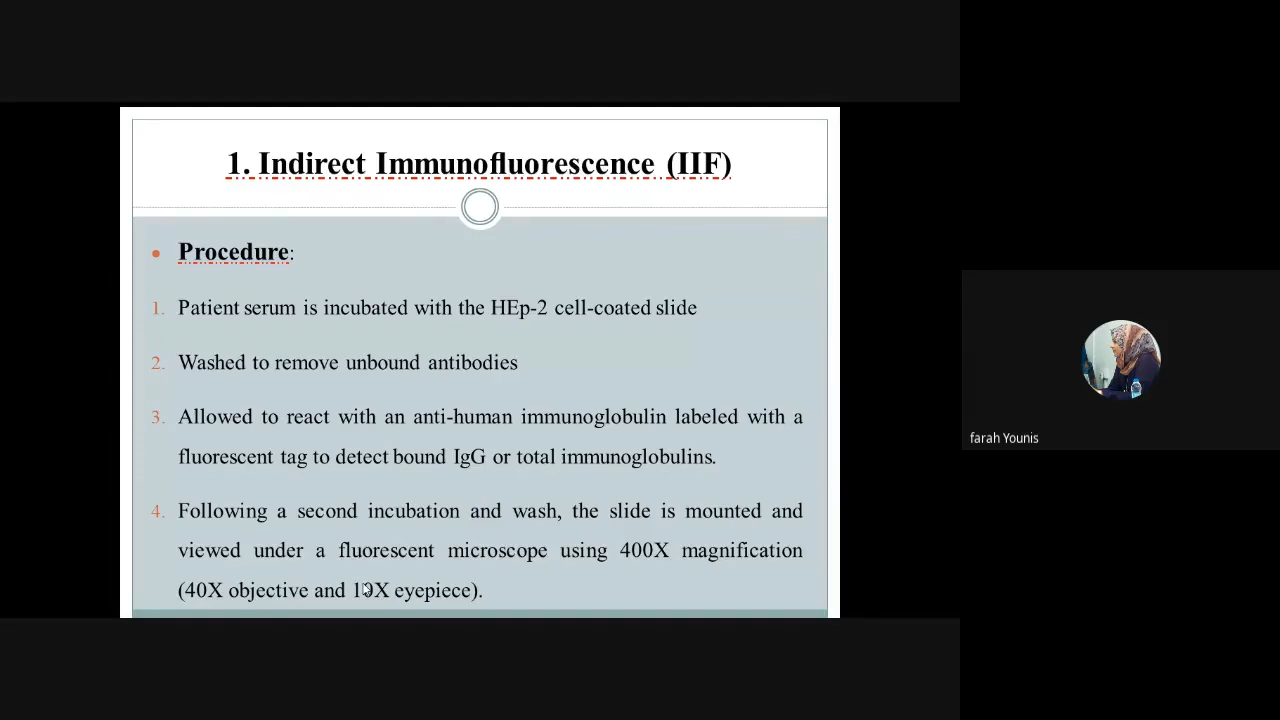 1. Indirect Immunofluorescence (IIF)
• Procedure:
1. Patient serum is incubated with the HEp-2 cell-coated slide
2. Washed to remove unbound antibodies
3. Allowed to react with an anti-human immunoglobulin labeled with a
fluorescent tag to detect bound IgG or total immunoglobulins.
4. Following a second incubation and wash, the slide is mounted and
viewed under a fluorescent microscope using 400X magnification
(40X objective and 10X eyepiece).
farah Younis